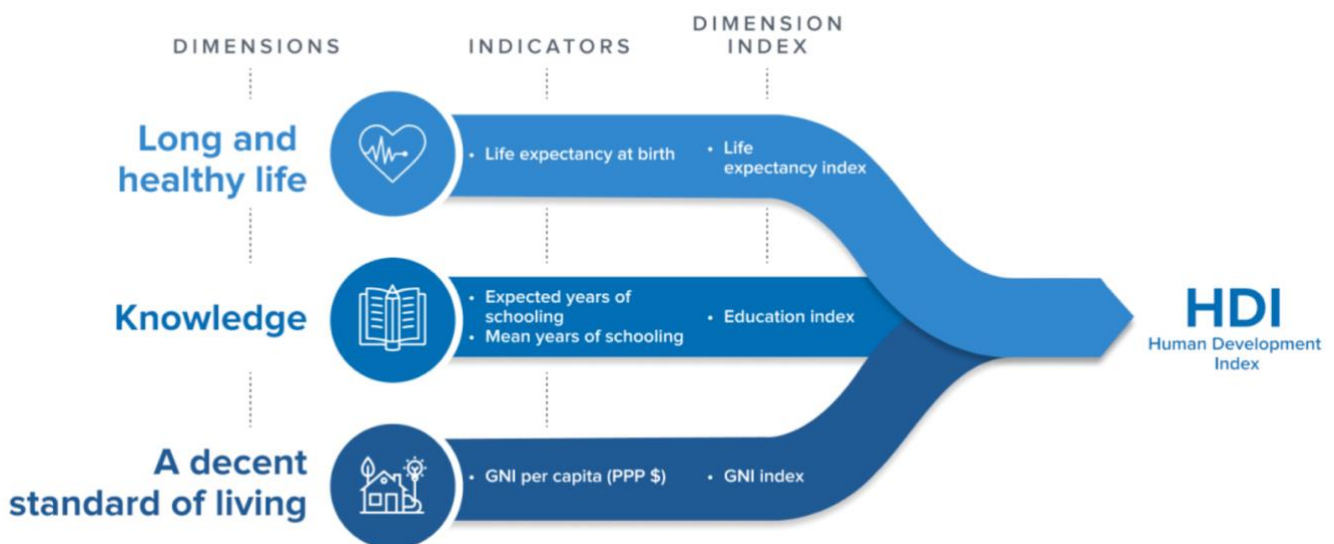 DIMENSIONS
INDICATORS
DIMENSION
INDEX
Long and
healthy life
• Life expectancy at birth
• Life
expectancy index
Knowledge
• Expected years of
schooling
• Mean years of schooling
• Education index
HDI
Human Development
Index
A decent
standard of living
• GNI per capita (PPP $)
• GNI index